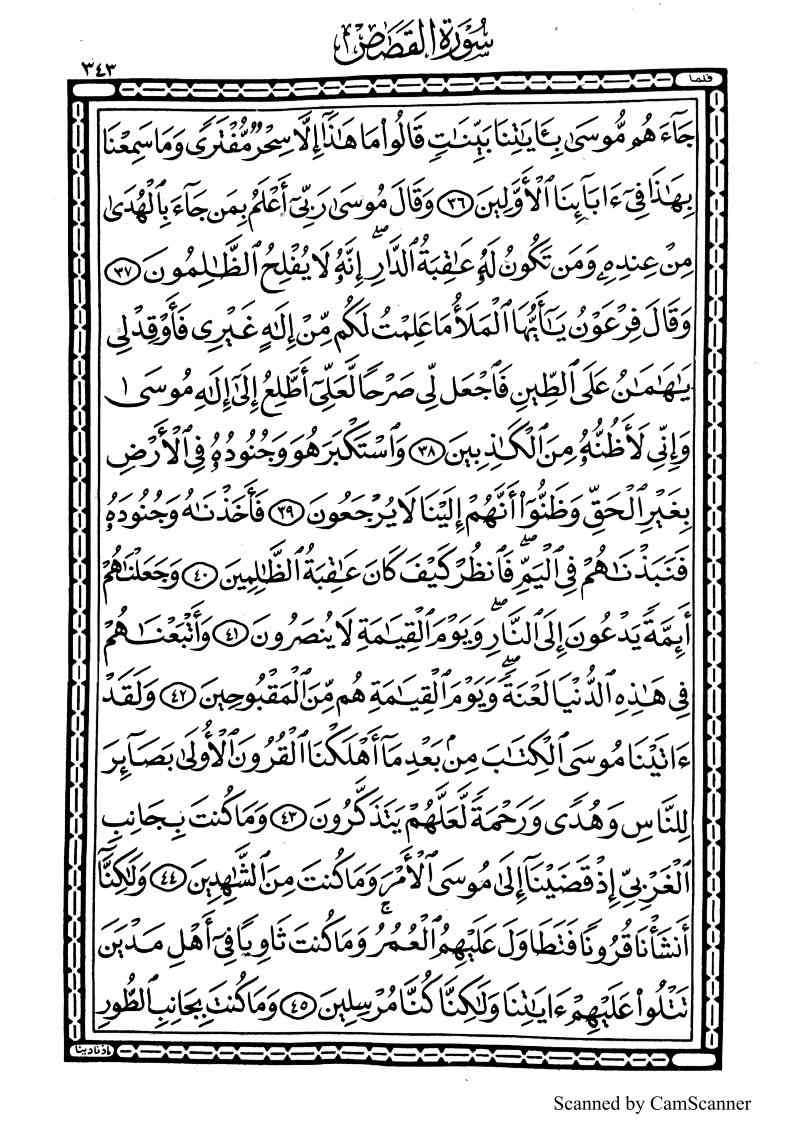 سُورَةُ القَصَصِ
٣٤٣
فلما
جَآءَهُم مُّوسَىٰ بِـَٔايَٰتِنَا بَيِّنَٰتٍ قَالُوا۟ مَا هَٰذَآ إِلَّا سِحْرٌ مُّفْتَرًى وَمَا سَمِعْنَا
بِهَٰذَا فِىٓ ءَابَآئِنَا ٱلْأَوَّلِينَ ٣٦ وَقَالَ مُوسَىٰ رَبِّىٓ أَعْلَمُ بِمَن جَآءَ بِٱلْهُدَىٰ
مِنْ عِندِهِۦ وَمَن تَكُونُ لَهُۥ عَٰقِبَةُ ٱلدَّارِ ۖ إِنَّهُۥ لَا يُفْلِحُ ٱلظَّٰلِمُونَ ٣٧
وَقَالَ فِرْعَوْنُ يَٰٓأَيُّهَا ٱلْمَلَأُ مَا عَلِمْتُ لَكُم مِّنْ إِلَٰهٍ غَيْرِى فَأَوْقِدْ لِى
يَٰهَٰمَٰنُ عَلَى ٱلطِّينِ فَٱجْعَل لِّى صَرْحًا لَّعَلِّىٓ أَطَّلِعُ إِلَىٰٓ إِلَٰهِ مُوسَىٰ
وَإِنِّى لَأَظُنُّهُۥ مِنَ ٱلْكَٰذِبِينَ ٣٨ وَٱسْتَكْبَرَ هُوَ وَجُنُودُهُۥ فِى ٱلْأَرْضِ
بِغَيْرِ ٱلْحَقِّ وَظَنُّوٓا۟ أَنَّهُمْ إِلَيْنَا لَا يُرْجَعُونَ ٣٩ فَأَخَذْنَٰهُ وَجُنُودَهُۥ
فَنَبَذْنَٰهُمْ فِى ٱلْيَمِّ ۖ فَٱنظُرْ كَيْفَ كَانَ عَٰقِبَةُ ٱلظَّٰلِمِينَ ٤٠ وَجَعَلْنَٰهُمْ
أَئِمَّةً يَدْعُونَ إِلَى ٱلنَّارِ ۖ وَيَوْمَ ٱلْقِيَٰمَةِ لَا يُنصَرُونَ ٤١ وَأَتْبَعْنَٰهُمْ
فِى هَٰذِهِ ٱلدُّنْيَا لَعْنَةً ۖ وَيَوْمَ ٱلْقِيَٰمَةِ هُم مِّنَ ٱلْمَقْبُوحِينَ ٤٢ وَلَقَدْ
ءَاتَيْنَا مُوسَى ٱلْكِتَٰبَ مِنۢ بَعْدِ مَآ أَهْلَكْنَا ٱلْقُرُونَ ٱلْأُولَىٰ بَصَآئِرَ
لِلنَّاسِ وَهُدًى وَرَحْمَةً لَّعَلَّهُمْ يَتَذَكَّرُونَ ٤٣ وَمَا كُنتَ بِجَانِبِ
ٱلْغَرْبِىِّ إِذْ قَضَيْنَآ إِلَىٰ مُوسَى ٱلْأَمْرَ وَمَا كُنتَ مِنَ ٱلشَّٰهِدِينَ ٤٤ وَلَٰكِنَّآ
أَنشَأْنَا قُرُونًا فَتَطَاوَلَ عَلَيْهِمُ ٱلْعُمُرُ ۚ وَمَا كُنتَ ثَاوِيًا فِىٓ أَهْلِ مَدْيَنَ
تَتْلُوا۟ عَلَيْهِمْ ءَايَٰتِنَا وَلَٰكِنَّا كُنَّا مُرْسِلِينَ ٤٥ وَمَا كُنتَ بِجَانِبِ ٱلطُّورِ
إذ نادينا
Scanned by CamScanner